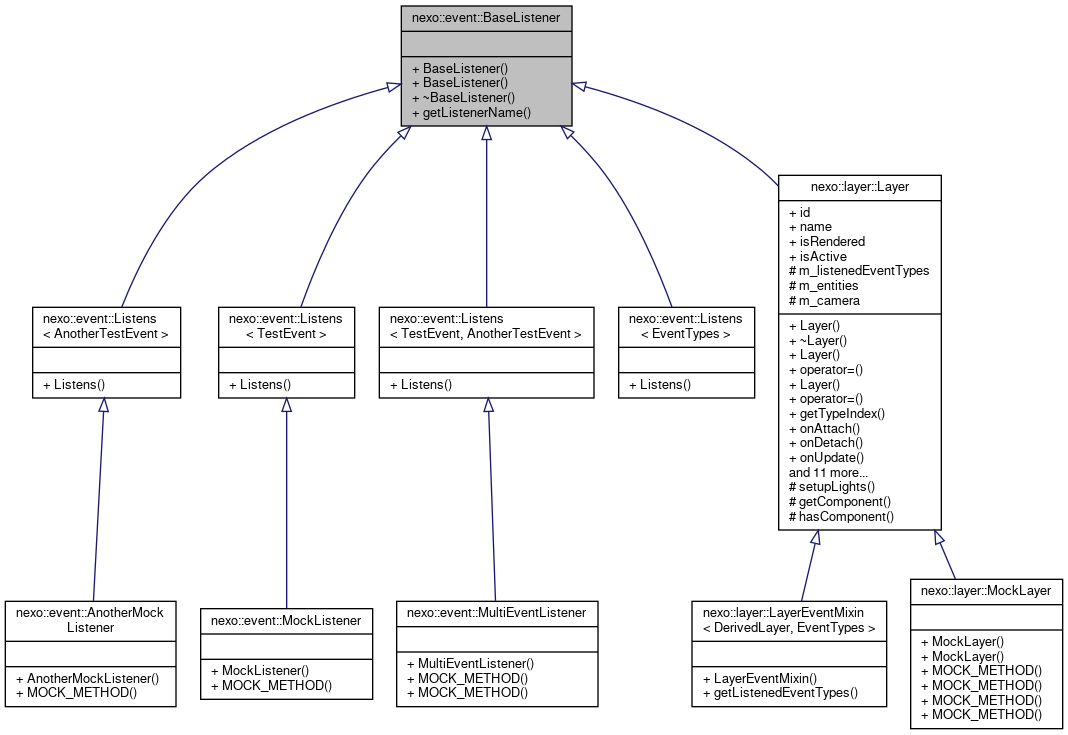 nexo::event::BaseListener
+ BaseListener()
+ BaseListener()
+ ~BaseListener()
+ getListenerName()
nexo::layer::Layer
+ id
+ name
+ isRendered
+ isActive
# m_listenedEventTypes
# m_entities
# m_camera
+ Layer()
+ ~Layer()
+ Layer()
+ operator=()
+ Layer()
+ operator=()
+ getTypeIndex()
+ onAttach()
+ onDetach()
+ onUpdate()
and 11 more...
# setupLights()
# getComponent()
# hasComponent()
nexo::event::Listens
< AnotherTestEvent >
+ Listens()
nexo::event::Listens
< TestEvent >
+ Listens()
nexo::event::Listens
< TestEvent, AnotherTestEvent >
+ Listens()
nexo::event::Listens
< EventTypes >
+ Listens()
nexo::event::AnotherMock
Listener
+ AnotherMockListener()
+ MOCK_METHOD()
nexo::event::MockListener
+ MockListener()
+ MOCK_METHOD()
nexo::event::MultiEventListener
+ MultiEventListener()
+ MOCK_METHOD()
+ MOCK_METHOD()
nexo::layer::LayerEventMixin
< DerivedLayer, EventTypes >
+ LayerEventMixin()
+ getListenedEventTypes()
nexo::layer::MockLayer
+ MockLayer()
+ MockLayer()
+ MOCK_METHOD()
+ MOCK_METHOD()
+ MOCK_METHOD()
+ MOCK_METHOD()